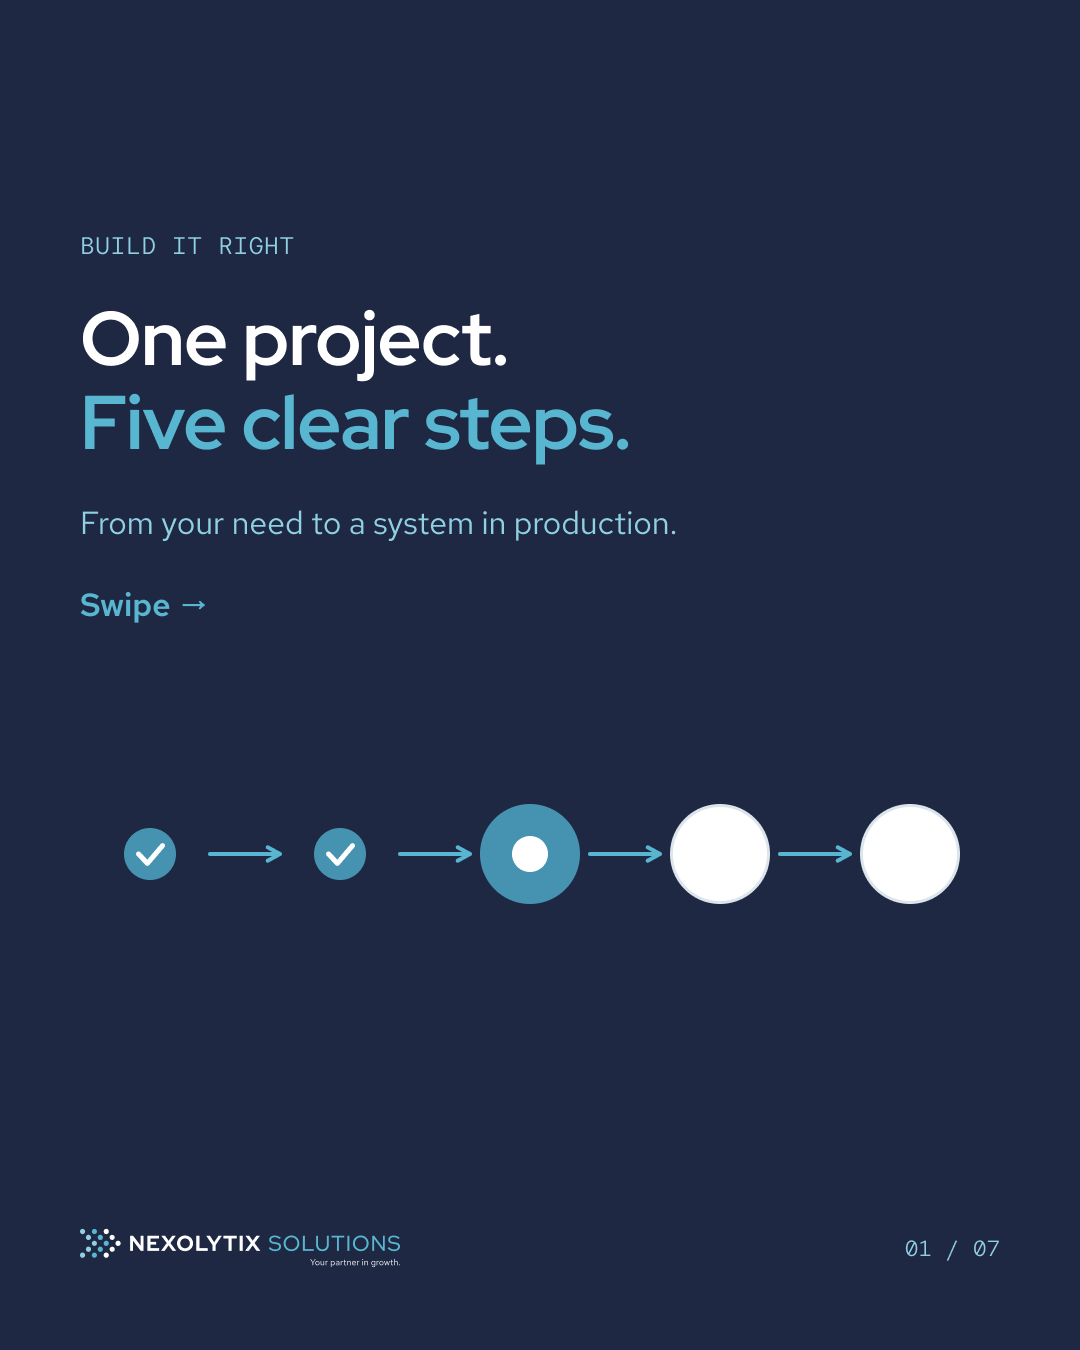 BUILD IT RIGHT
One project.
Five clear steps.
From your need to a system in production.
Swipe →
NEXOLYTIX SOLUTIONS
Your partner in growth.
01 / 07